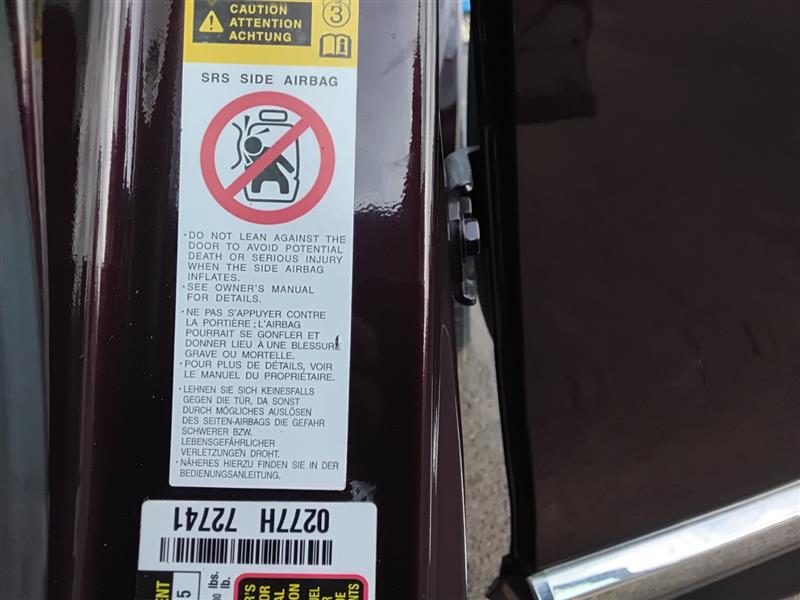 CAUTION
ATTENTION
ACHTUNG
3
SRS SIDE AIRBAG
·DO NOT LEAN AGAINST THE
DOOR TO AVOID POTENTIAL
DEATH OR SERIOUS INJURY
WHEN THE SIDE AIRBAG
INFLATES.
·SEE OWNER'S MANUAL
FOR DETAILS.
·NE PAS S'APPUYER CONTRE
LA PORTIÈRE ; L'AIRBAG
POURRAIT SE GONFLER ET
DONNER LIEU À UNE BLESSURE
GRAVE OU MORTELLE.
·POUR PLUS DE DÉTAILS, VOIR
LE MANUEL DU PROPRIÉTAIRE.
·LEHNEN SIE SICH KEINESFALLS
GEGEN DIE TÜR, DA SONST
DURCH MÖGLICHES AUSLÖSEN
DES SEITEN-AIRBAGS DIE GEFAHR
SCHWERER BZW.
LEBENSGEFÄHRLICHER
VERLETZUNGEN DROHT.
·NÄHERES HIERZU FINDEN SIE IN DER
BEDIENUNGSANLEITUNG.
0277H 72741
5
lbs.
lb.